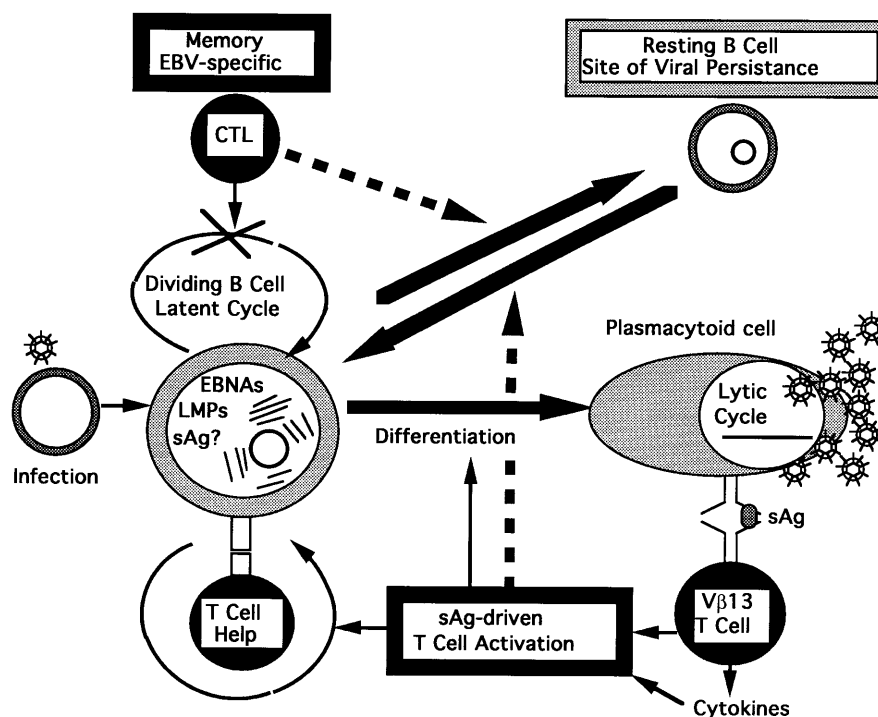 Memory
EBV-specific
CTL
Resting B Cell
Site of Viral Persistance
Dividing B Cell
Latent Cycle
Plasmacytoid cell
EBNAs
LMPs
sAg?
Infection
Differentiation
Lytic
Cycle
sAg
T Cell
Help
sAg-driven
T Cell Activation
Vβ13
T Cell
Cytokines